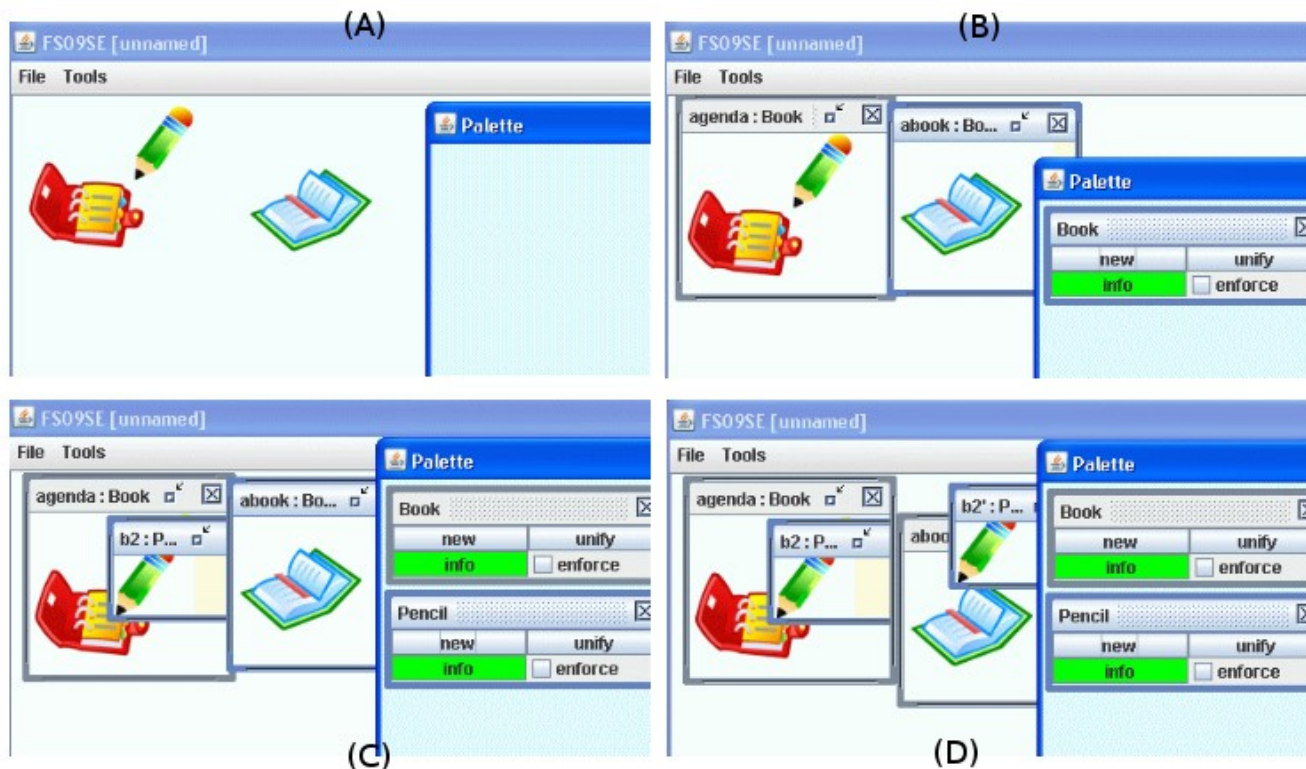 (A)
FS09SE [unnamed]
File Tools
Palette
(B)
FS09SE [unnamed]
File Tools
agenda : Book
abook : Bo...
Palette
Book
new unify
info enforce
FS09SE [unnamed]
File Tools
agenda : Book
b2 : P...
abook : Bo...
Palette
Book
new unify
info enforce
Pencil
new unify
info enforce
(C)
FS09SE [unnamed]
File Tools
agenda : Book
b2 : P...
aboo
b2' : P...
Palette
Book
new unify
info enforce
Pencil
new unify
info enforce
(D)